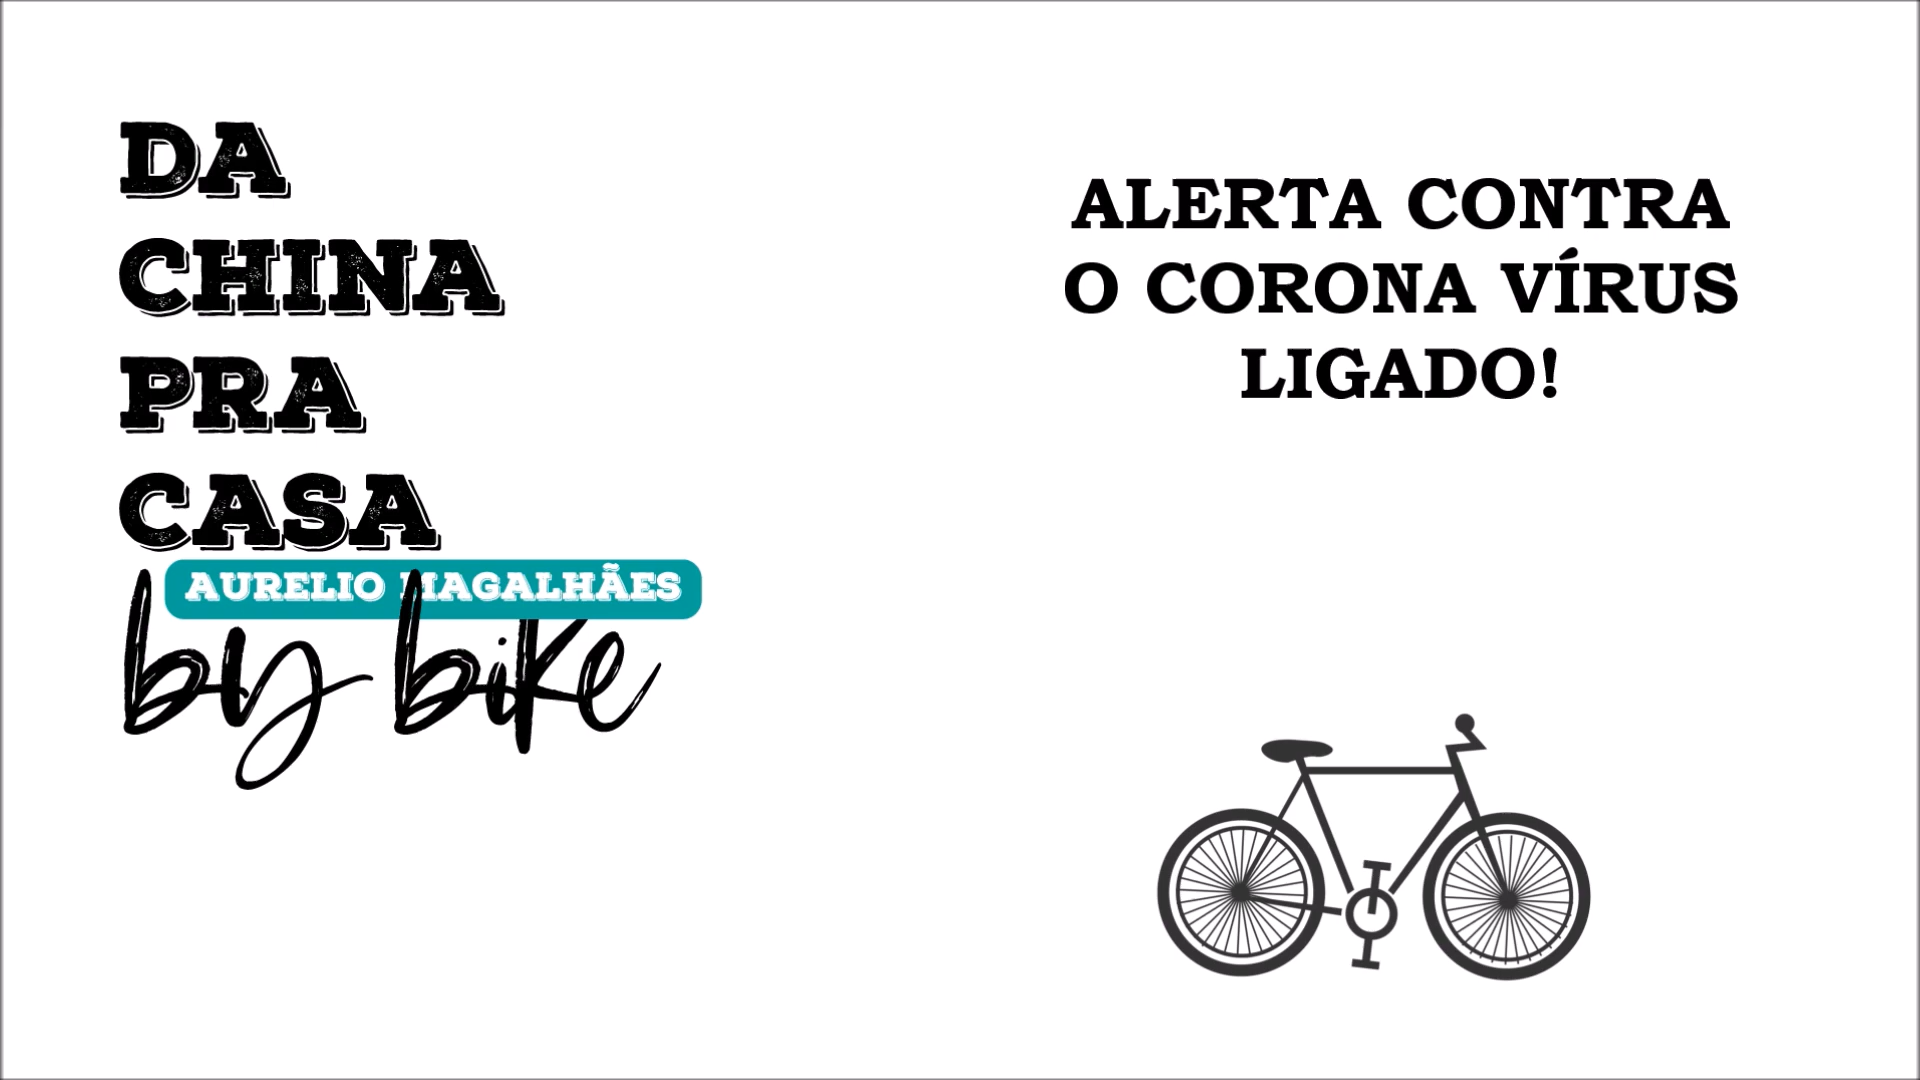 DA
CHINA
PRA
CASA
AURELIO MAGALHÃES
by bike
ALERTA CONTRA
O CORONA VÍRUS
LIGADO!